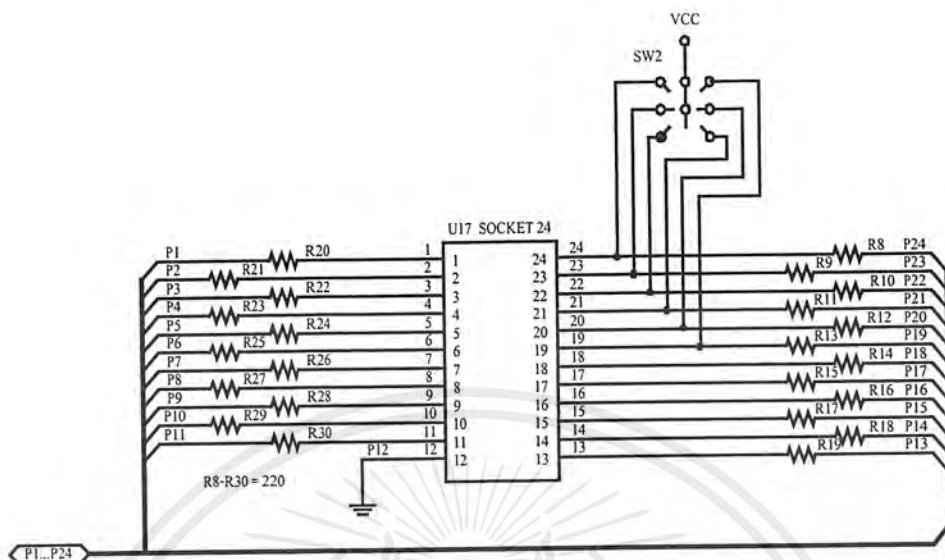 VCC
SW2
U17 SOCKET 24
P1 R20 1 1 24 24 R8 P24
P2 R21 2 2 23 23 R9 P23
P3 R22 3 3 22 22 R10 P22
P4 R23 4 4 21 21 R11 P21
P5 R24 5 5 20 20 R12 P20
P6 R25 6 6 19 19 R13 P19
P7 R26 7 7 18 18 R14 P18
P8 R27 8 8 17 17 R15 P17
P9 R28 9 9 16 16 R16 P16
P10 R29 10 10 15 15 R17 P15
P11 R30 11 11 14 14 R18 P14
P12 12 12 13 13 R19 P13
R8-R30 = 220
P1...P24